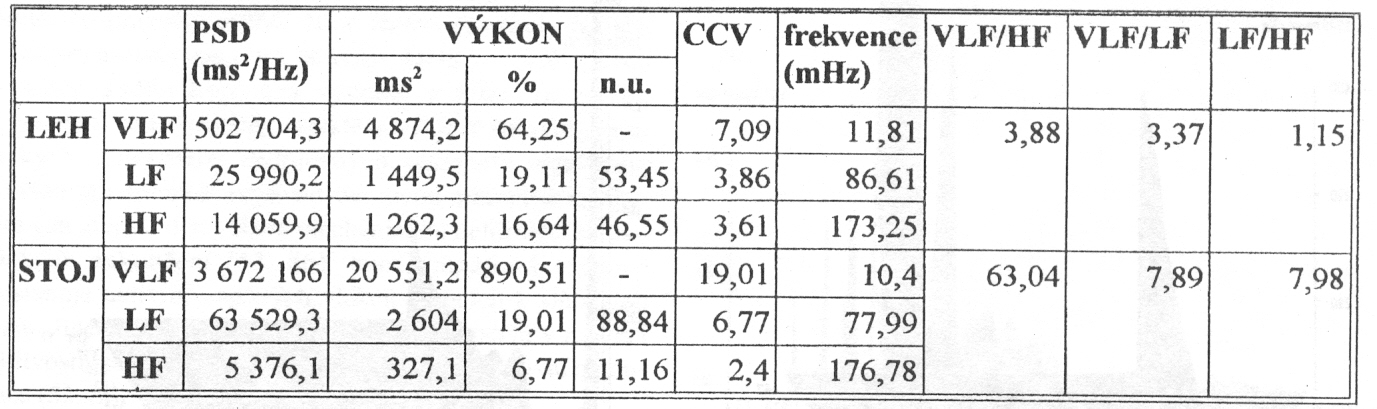 PSD (ms²/Hz) VÝKON CCV frekvence (mHz) VLF/HF VLF/LF LF/HF
ms² % n.u.
LEH VLF 502 704,3 4 874,2 64,25 - 7,09 11,81 3,88 3,37 1,15
LF 25 990,2 1 449,5 19,11 53,45 3,86 86,61
HF 14 059,9 1 262,3 16,64 46,55 3,61 173,25
STOJ VLF 3 672 166 20 551,2 890,51 - 19,01 10,4 63,04 7,89 7,98
LF 63 529,3 2 604 19,01 88,84 6,77 77,99
HF 5 376,1 327,1 6,77 11,16 2,4 176,78